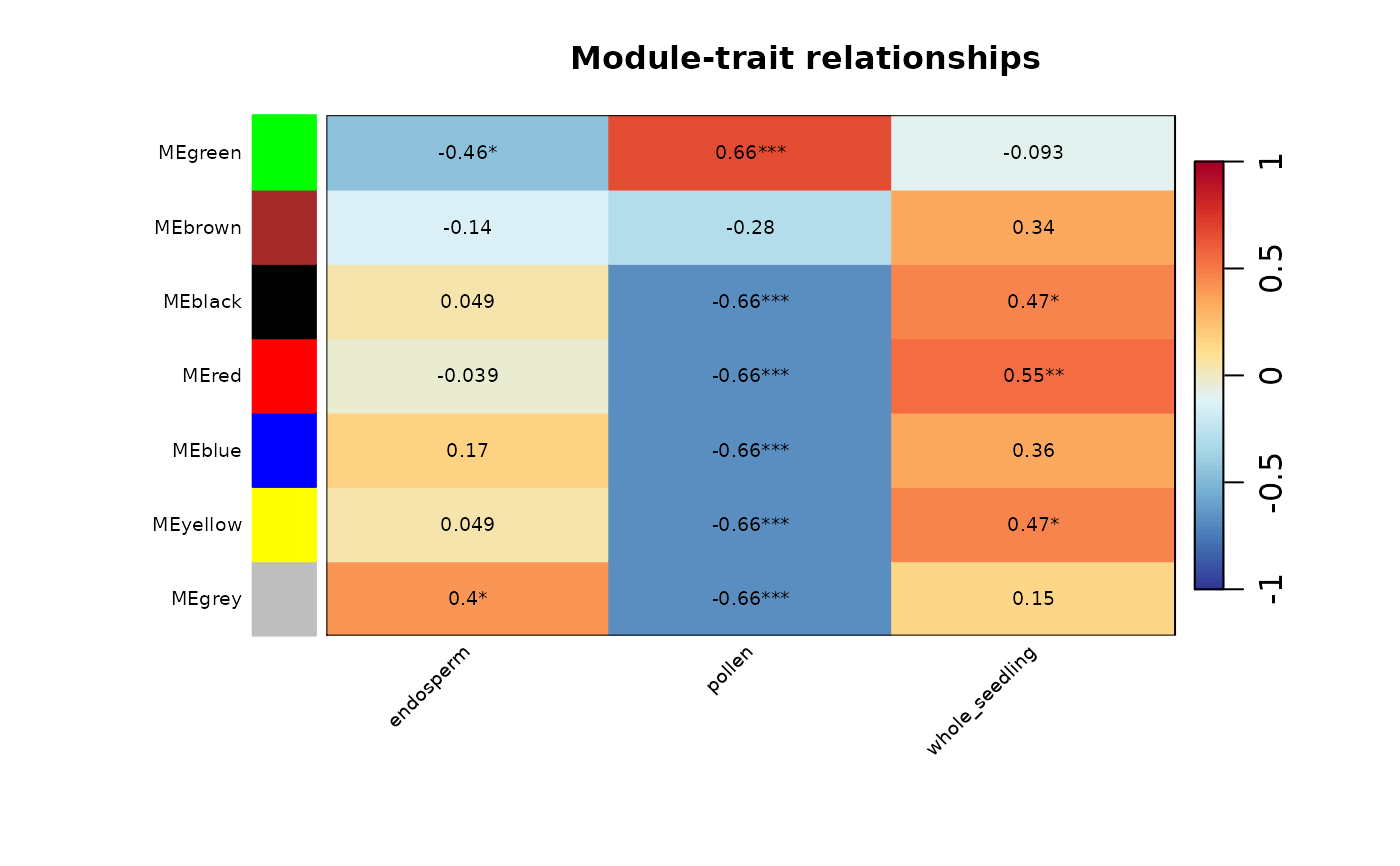 Module-trait relationships
MEgreen -0.46* 0.66*** -0.093
MEbrown -0.14 -0.28 0.34
MEblack 0.049 -0.66*** 0.47*
MEred -0.039 -0.66*** 0.55**
MEblue 0.17 -0.66*** 0.36
MEyellow 0.049 -0.66*** 0.47*
MEgrey 0.4* -0.66*** 0.15
endosperm pollen whole_seedling
1
0.5
0
-0.5
-1